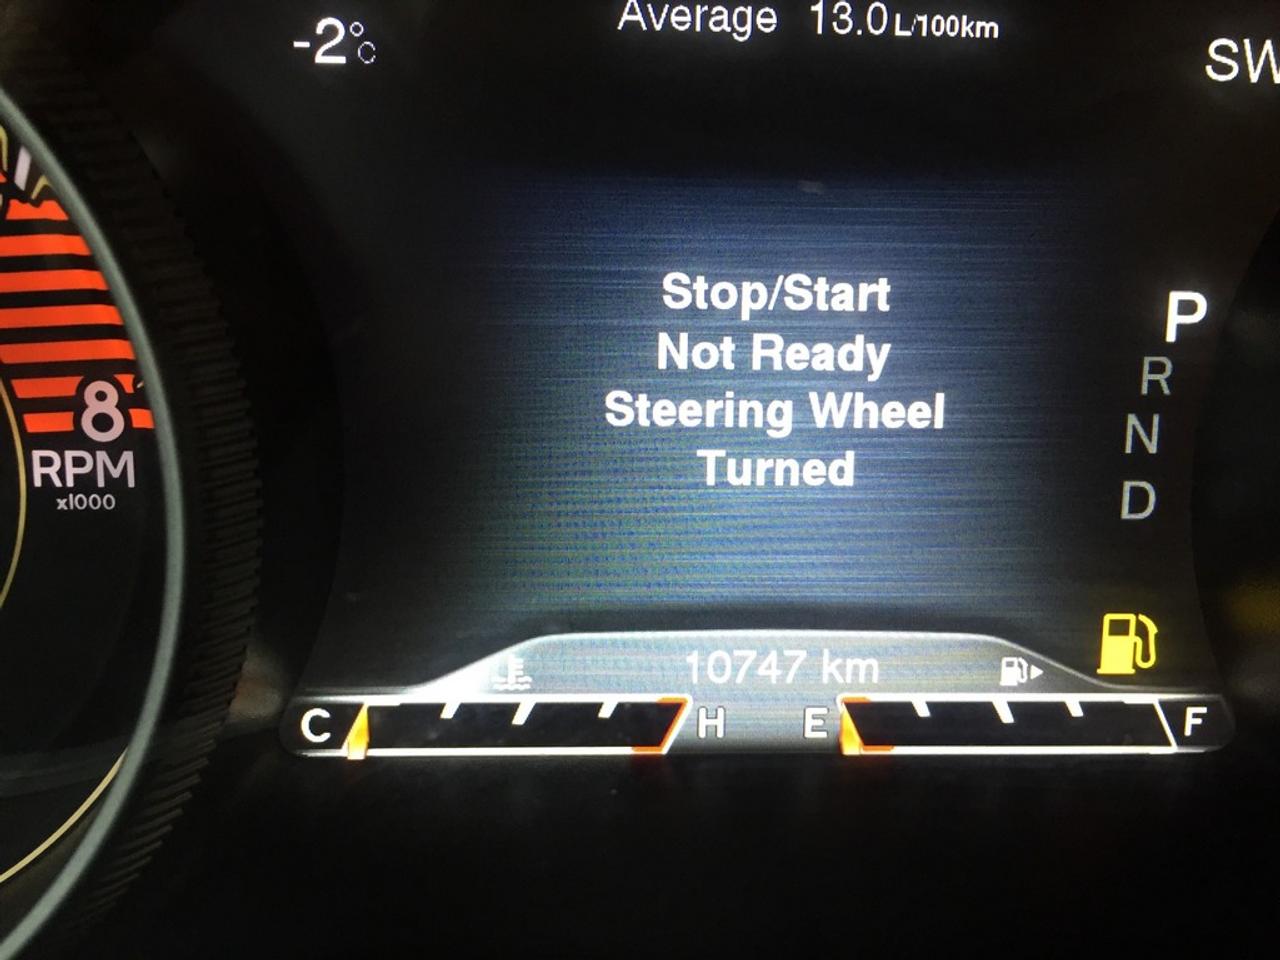 -2°C
Average 13.0 L/100km
SW
Stop/Start
Not Ready
Steering Wheel
Turned
P
R
N
D
8
RPM
x1000
10747 km
C H E F